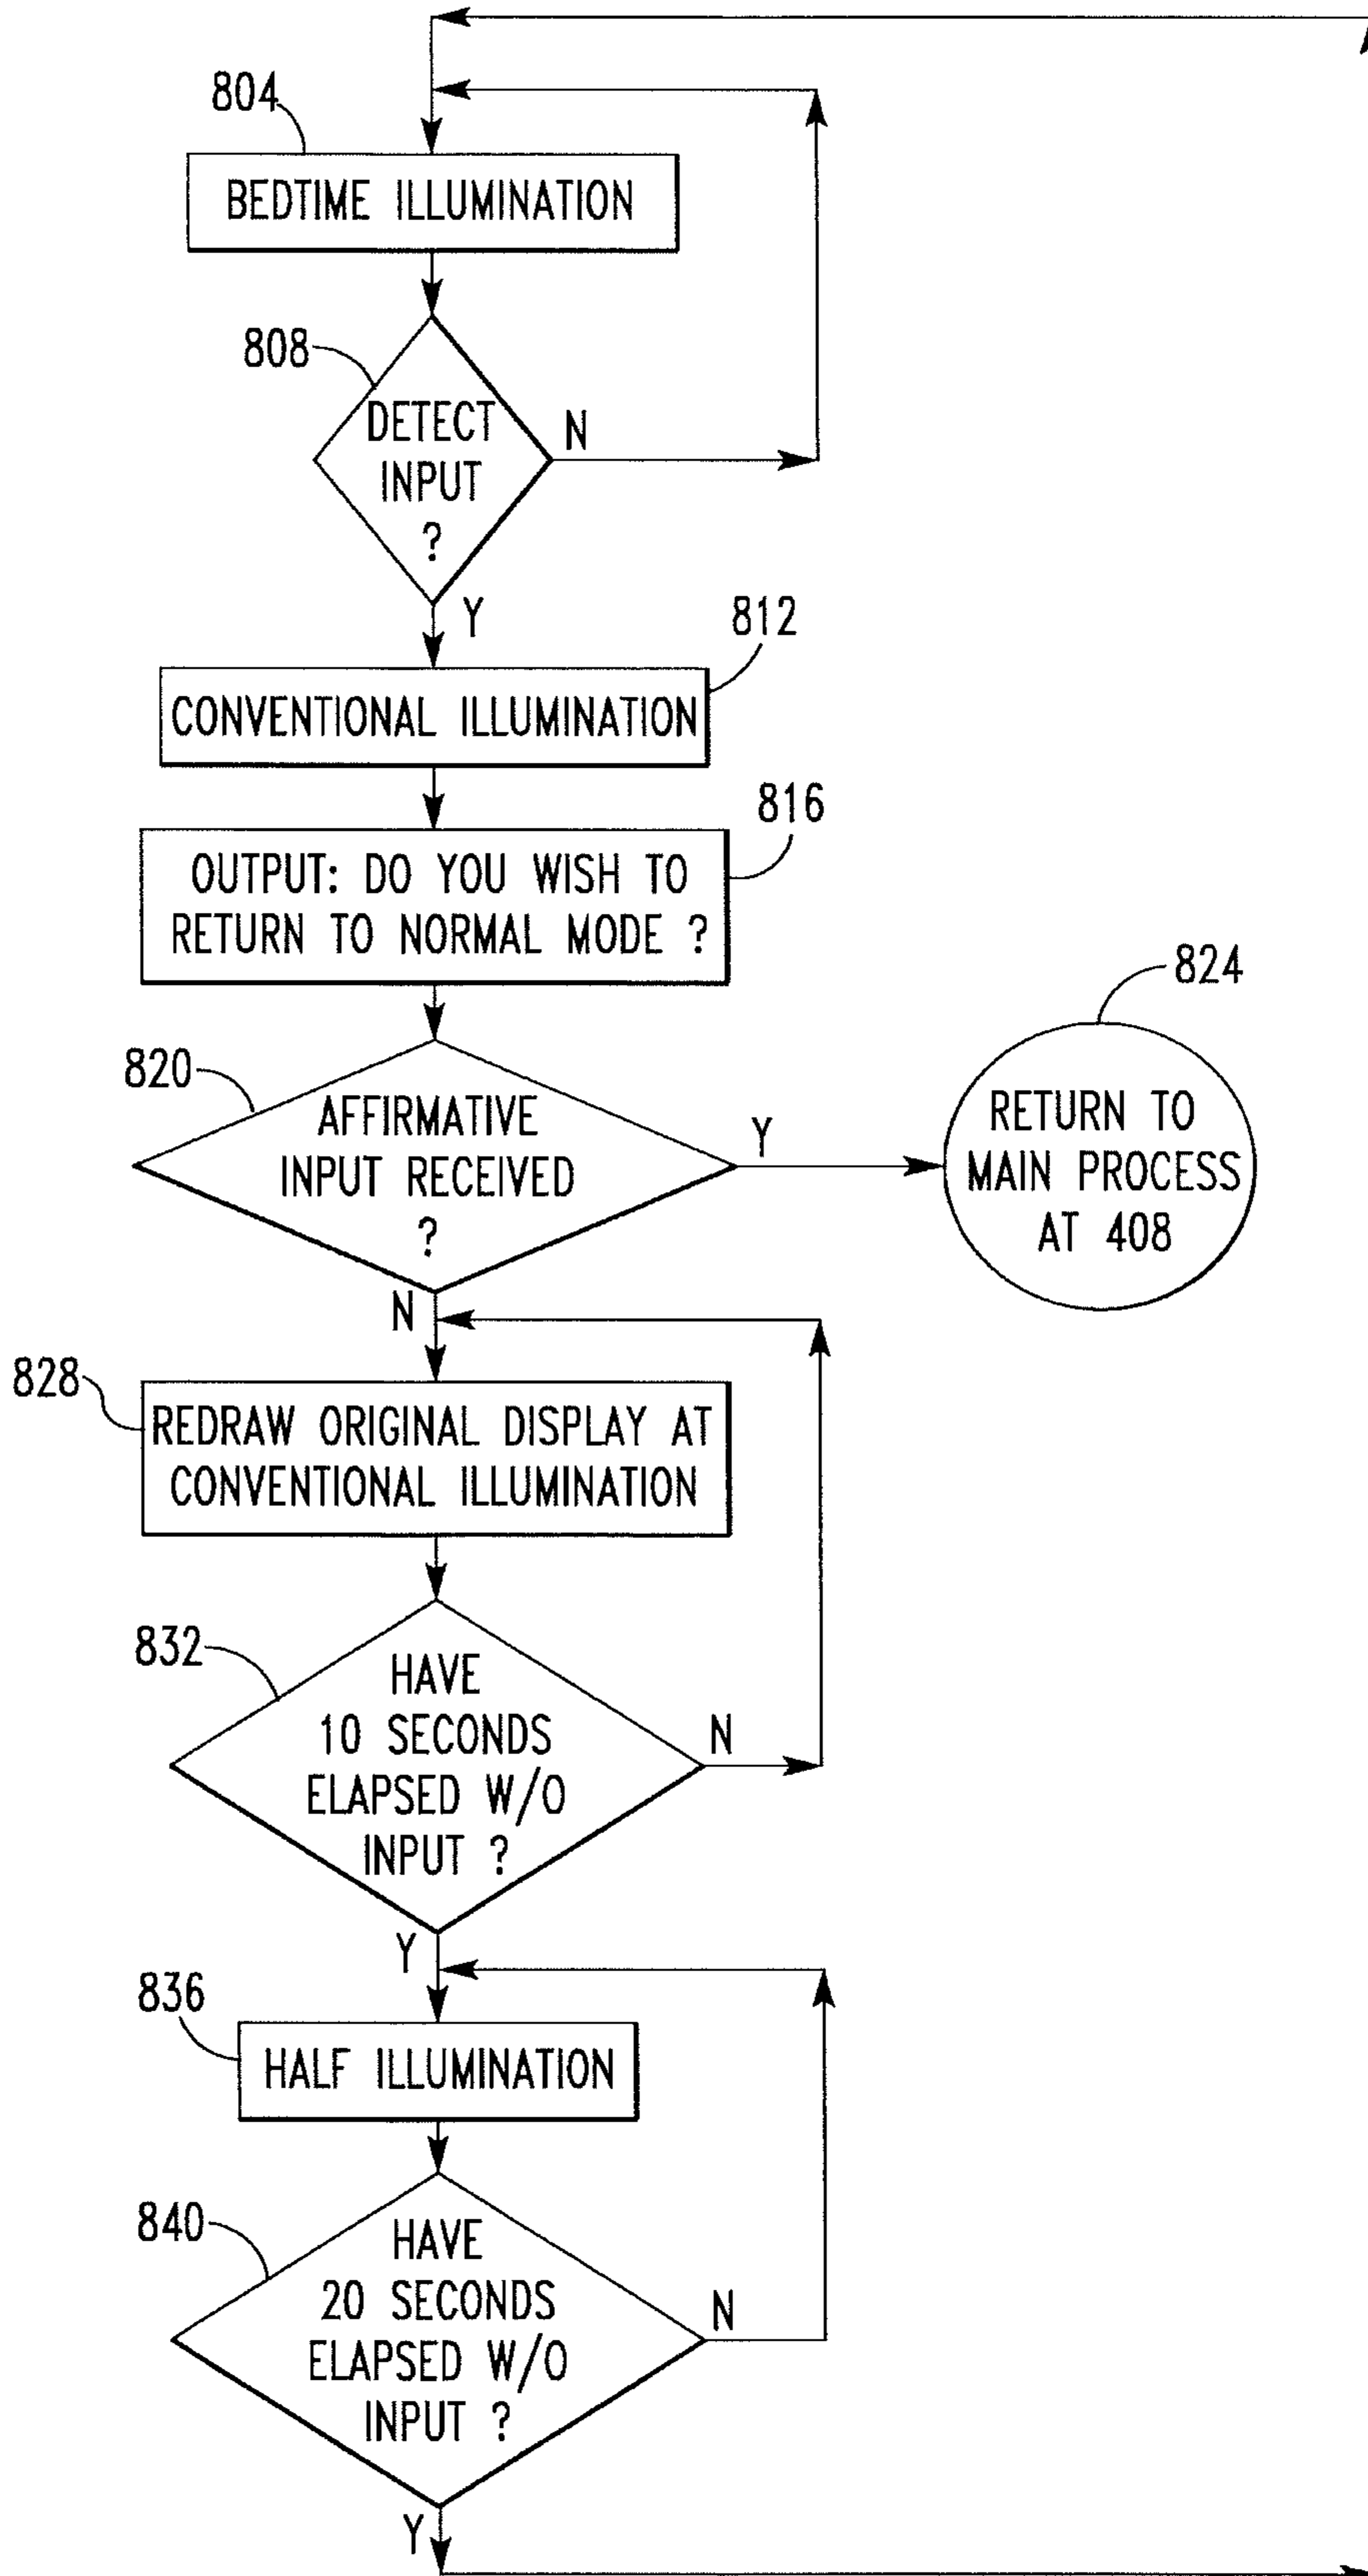 804
BEDTIME ILLUMINATION
808
DETECT
INPUT
?
N
Y
812
CONVENTIONAL ILLUMINATION
816
OUTPUT: DO YOU WISH TO
RETURN TO NORMAL MODE ?
820
AFFIRMATIVE
INPUT RECEIVED
?
Y
824
RETURN TO
MAIN PROCESS
AT 408
N
828
REDRAW ORIGINAL DISPLAY AT
CONVENTIONAL ILLUMINATION
832
HAVE
10 SECONDS
ELAPSED W/O
INPUT ?
N
Y
836
HALF ILLUMINATION
840
HAVE
20 SECONDS
ELAPSED W/O
INPUT ?
N
Y